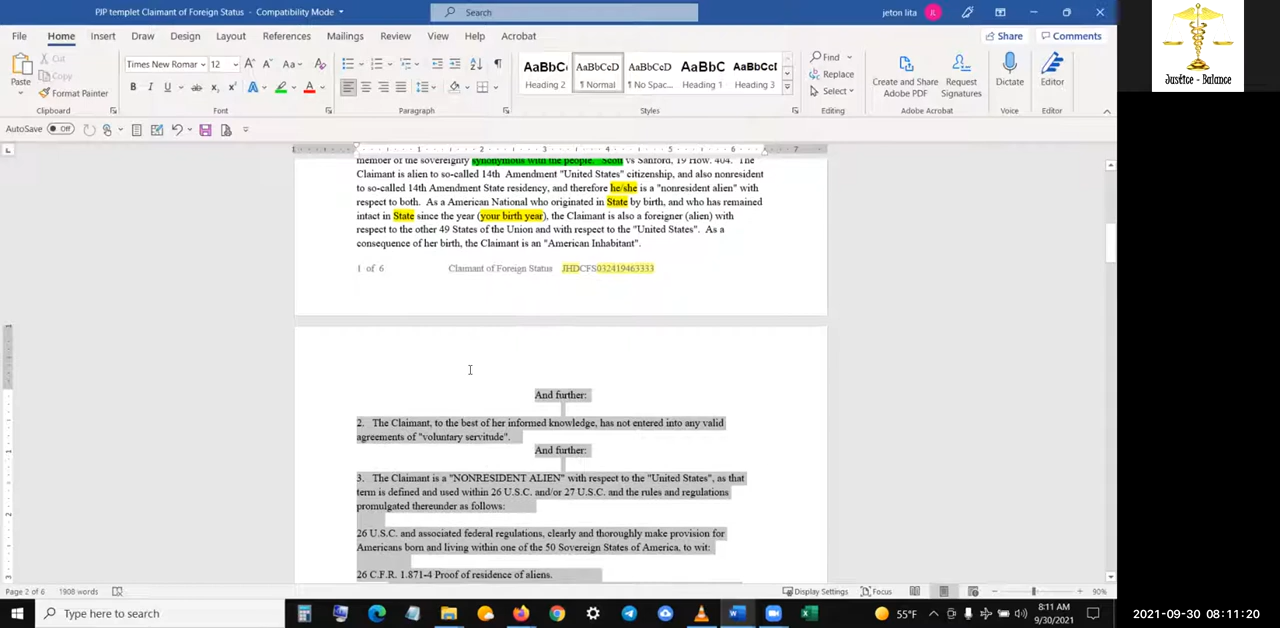 PJP templet Claimant of Foreign Status - Compatibility Mode
Search
jeton lita
File Home Insert Draw Design Layout References Mailings Review View Help Acrobat
Share Comments
Paste
Cut
Copy
Format Painter
Times New Romar 12
B I U ab
Find
Replace
Select
AaBbC AaBbCcD AaBbCcD AaBbC AaBbCcD
Heading 2 ¶ Normal ¶ No Spac... Heading 1 Heading 3
Create and Share
Adobe PDF
Request
Signatures
Dictate
Editor
Clipboard Font Paragraph Styles Editing Adobe Acrobat Voice Editor
AutoSave Off
1 2 3 4 5 6 7
member of the sovereignty synonymous with the people. Scott vs Sanford, 19 How. 404. The
Claimant is alien to so-called 14th Amendment "United States" citizenship, and also nonresident
to so-called 14th Amendment State residency, and therefore he/she is a "nonresident alien" with
respect to both. As a American National who originated in State by birth, and who has remained
intact in State since the year (your birth year), the Claimant is also a foreigner (alien) with
respect to the other 49 States of the Union and with respect to the "United States". As a
consequence of her birth, the Claimant is an "American Inhabitant".
1 of 6 Claimant of Foreign Status JHDCFS032419463333
And further:
2. The Claimant, to the best of her informed knowledge, has not entered into any valid
agreements of "voluntary servitude".
And further:
3. The Claimant is a "NONRESIDENT ALIEN" with respect to the "United States", as that
term is defined and used within 26 U.S.C. and/or 27 U.S.C. and the rules and regulations
promulgated thereunder as follows:
26 U.S.C. and associated federal regulations, clearly and thoroughly make provision for
Americans born and living within one of the 50 Sovereign States of America, to wit:
26 C.F.R. 1.871-4 Proof of residence of aliens.
Page 2 of 6 1908 words
Display Settings Focus 90%
Type here to search
55°F
8:11 AM
9/30/2021
Justice - Balance
2021-09-30 08:11:20